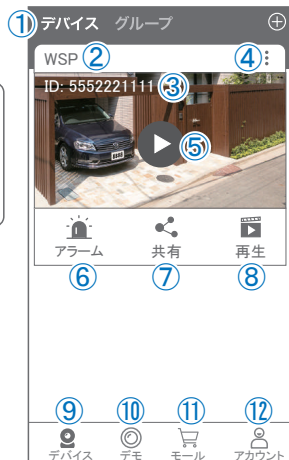 ① デバイス グループ
WSP ② ④
ID: 5552221111 ③
⑤
アラーム 共有 再生
⑥ ⑦ ⑧
⑨ ⑩ ⑪ ⑫
デバイス デモ モール アカウント